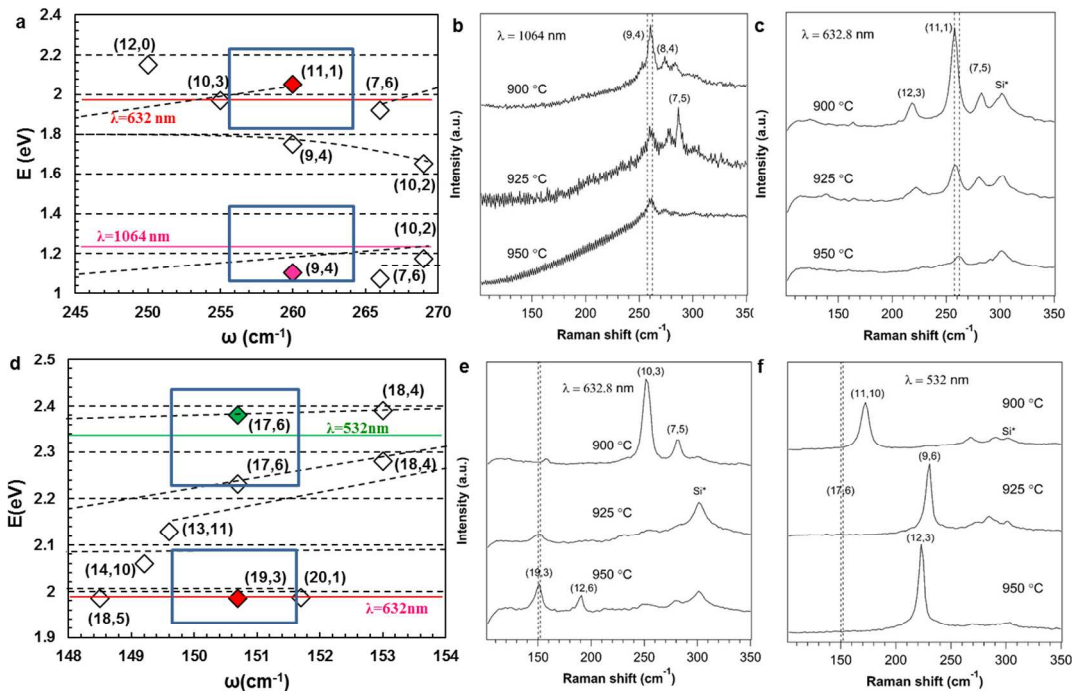 a
E (eV)
2.4
2.2
2
1.8
1.6
1.4
1.2
1
(12,0)
(10,3)
(11,1)
(7,6)
λ=632 nm
(9,4)
(10,2)
(10,2)
λ=1064 nm
(9,4)
(7,6)
245 250 255 260 265 270
ω (cm-1)
b
λ = 1064 nm
Intensity (a.u.)
(9,4)
(8,4)
900 °C
(7,5)
925 °C
950 °C
150 200 250 300 350
Raman shift (cm-1)
c
λ = 632.8 nm
Intensity (a.u.)
(11,1)
(7,5)
(12,3)
Si*
900 °C
925 °C
950 °C
150 200 250 300 350
Raman shift (cm-1)
d
E(eV)
2.5
2.4
2.3
2.2
2.1
2
1.9
(18,4)
(17,6)
λ=532nm
(17,6)
(18,4)
(13,11)
(14,10)
(19,3)
(20,1)
(18,5)
λ=632nm
148 149 150 151 152 153 154
ω(cm-1)
e
λ = 632.8 nm
Intensity (a.u.)
(10,3)
(7,5)
900 °C
Si*
925 °C
950 °C
(19,3)
(12,6)
150 200 250 300 350
Raman shift (cm-1)
f
λ = 532 nm
Intensity (a.u.)
(11,10)
900 °C
Si*
(9,6)
(17,6)
925 °C
(12,3)
950 °C
150 200 250 300 350
Raman shift (cm-1)